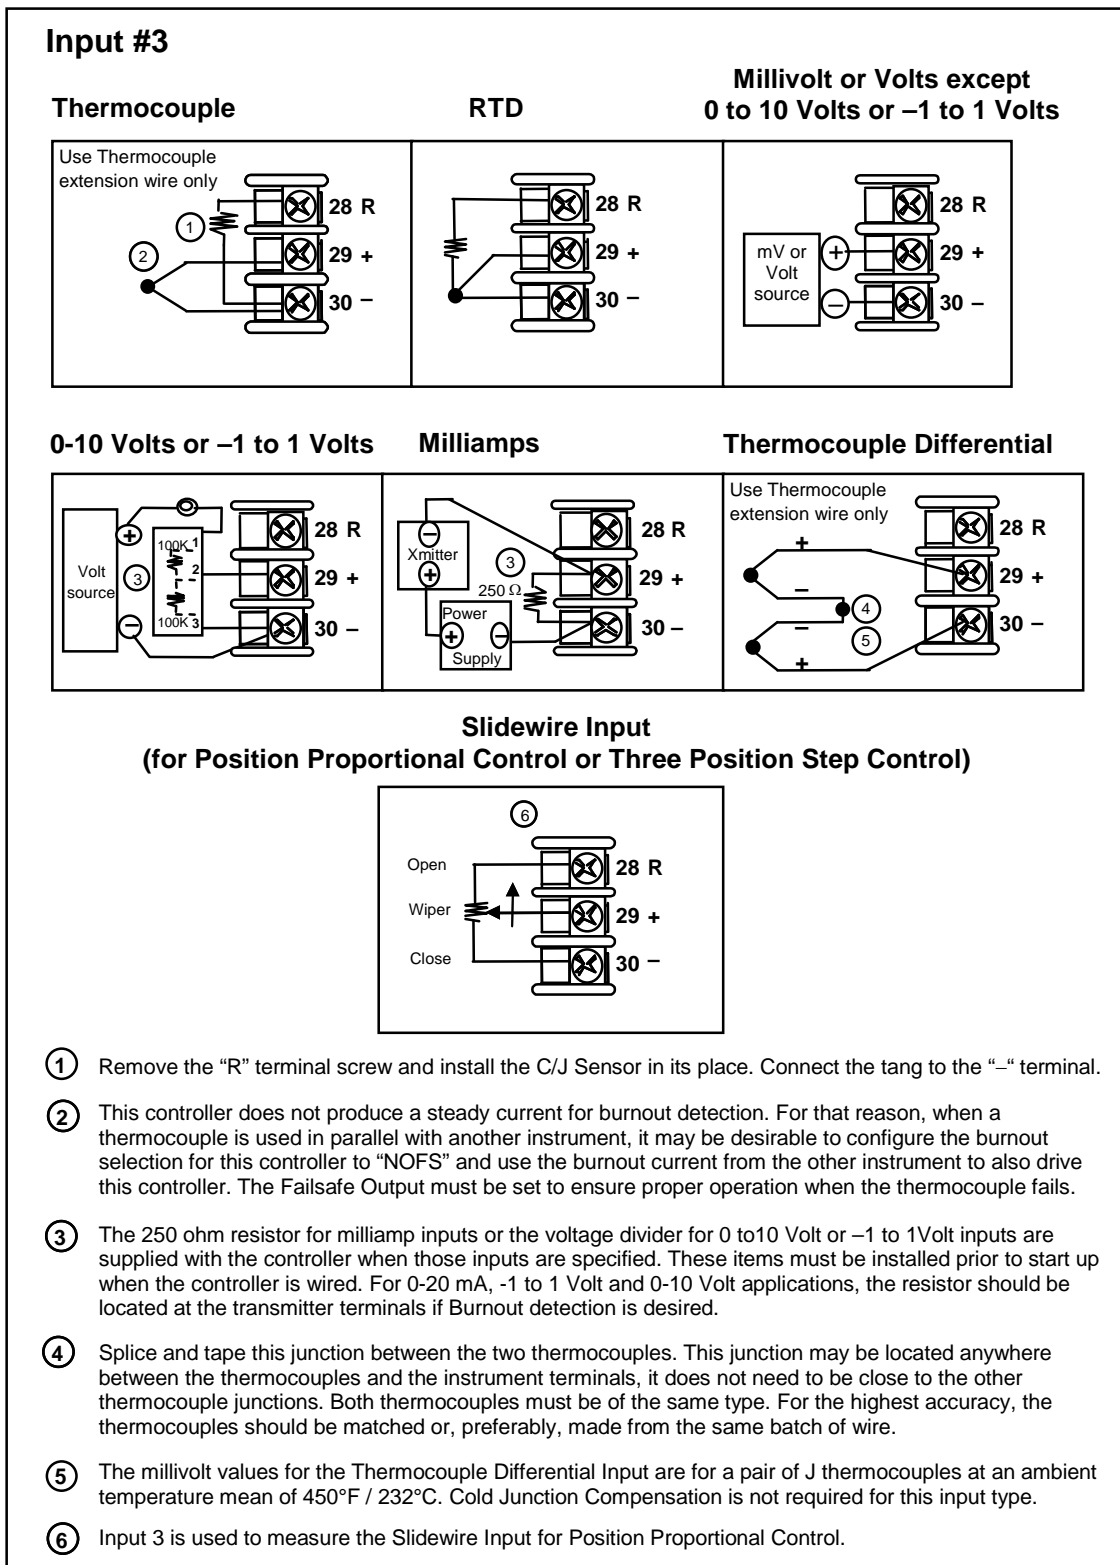 Input #3
Thermocouple
RTD
Millivolt or Volts except
0 to 10 Volts or –1 to 1 Volts
Use Thermocouple
extension wire only
1
2
28 R
29 +
30 –
28 R
29 +
30 –
mV or
Volt
source
+
–
28 R
29 +
30 –
0-10 Volts or –1 to 1 Volts
Milliamps
Thermocouple Differential
Volt
source
+
–
3
100K 1
2
100K 3
28 R
29 +
30 –
–
Xmitter
+
3
250 Ω
Power
+ –
Supply
28 R
29 +
30 –
Use Thermocouple
extension wire only
+
–
–
+
4
5
28 R
29 +
30 –
Slidewire Input
(for Position Proportional Control or Three Position Step Control)
6
Open
Wiper
Close
28 R
29 +
30 –
1 Remove the “R” terminal screw and install the C/J Sensor in its place. Connect the tang to the “–“ terminal.
2 This controller does not produce a steady current for burnout detection. For that reason, when a
thermocouple is used in parallel with another instrument, it may be desirable to configure the burnout
selection for this controller to “NOFS” and use the burnout current from the other instrument to also drive
this controller. The Failsafe Output must be set to ensure proper operation when the thermocouple fails.
3 The 250 ohm resistor for milliamp inputs or the voltage divider for 0 to10 Volt or –1 to 1Volt inputs are
supplied with the controller when those inputs are specified. These items must be installed prior to start up
when the controller is wired. For 0-20 mA, -1 to 1 Volt and 0-10 Volt applications, the resistor should be
located at the transmitter terminals if Burnout detection is desired.
4 Splice and tape this junction between the two thermocouples. This junction may be located anywhere
between the thermocouples and the instrument terminals, it does not need to be close to the other
thermocouple junctions. Both thermocouples must be of the same type. For the highest accuracy, the
thermocouples should be matched or, preferably, made from the same batch of wire.
5 The millivolt values for the Thermocouple Differential Input are for a pair of J thermocouples at an ambient
temperature mean of 450°F / 232°C. Cold Junction Compensation is not required for this input type.
6 Input 3 is used to measure the Slidewire Input for Position Proportional Control.